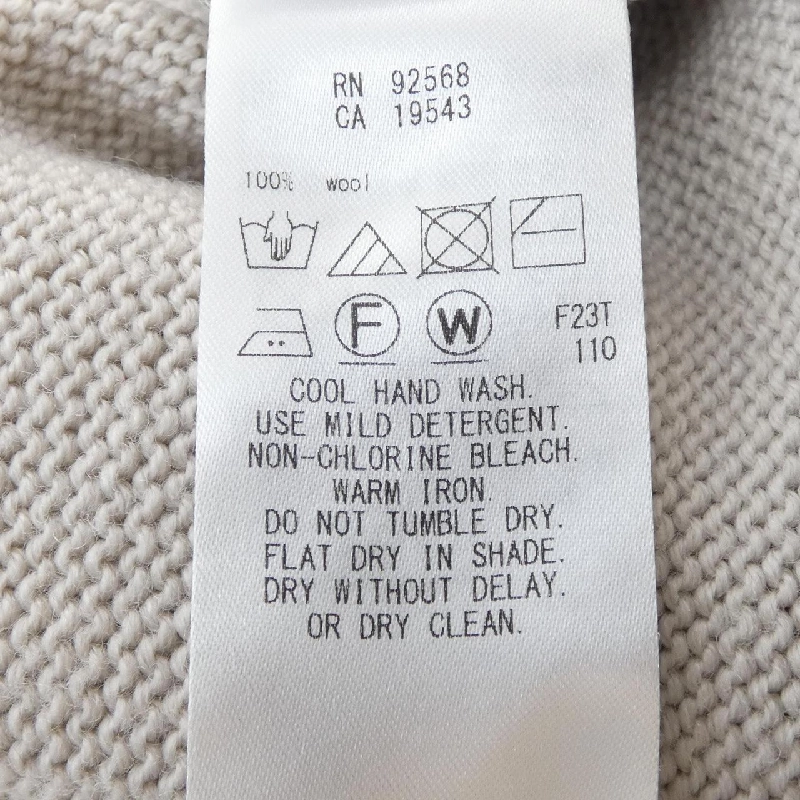 RN 92568
CA 19543
100% wool
F W F23T
110
COOL HAND WASH.
USE MILD DETERGENT.
NON-CHLORINE BLEACH.
WARM IRON.
DO NOT TUMBLE DRY.
FLAT DRY IN SHADE.
DRY WITHOUT DELAY.
OR DRY CLEAN.